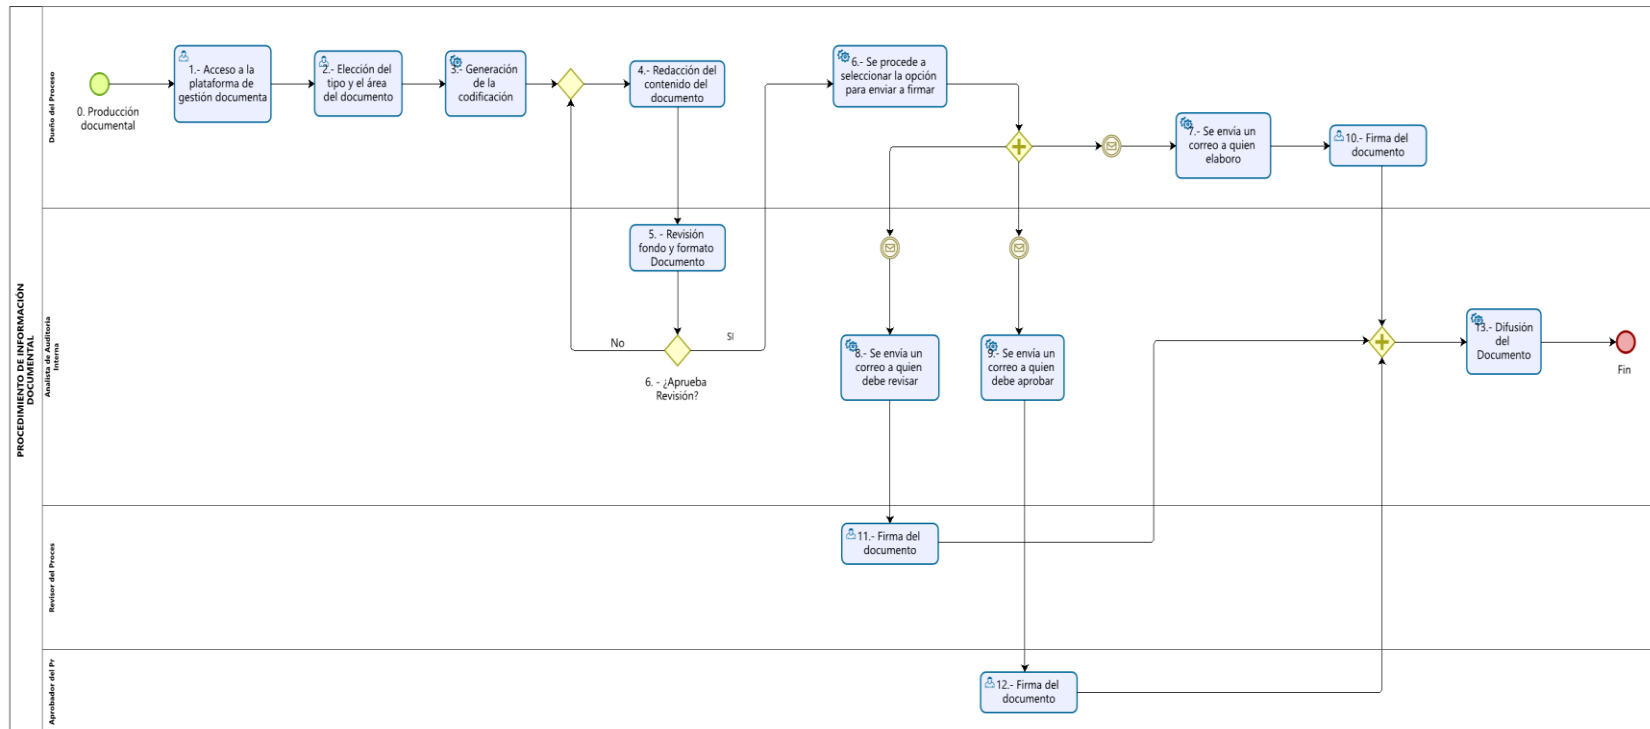 PROCEDIMIENTO DE INFORMACIÓN
DOCUMENTAL
Dueño del Proceso
0. Producción
documental
1.- Acceso a la
plataforma de
gestión documenta
2.- Elección del
tipo y el área del
documento
3.- Generación
de la
codificación
4.- Redacción del
contenido del
documento
6.- Se procede a
seleccionar la opción
para enviar a firmar
7.- Se envía un
correo a quien
elaboro
10.- Firma del
documento
Analista de Auditoria
Interna
5. - Revisión
fondo y formato
Documento
No
SI
6. - ¿Aprueba
Revisión?
8.- Se envía un
correo a quien
debe revisar
9.- Se envía un
correo a quien
debe aprobar
13.- Difusión
del
Documento
Fin
Revisor del Proces
11.- Firma del
documento
Aprobador del Pr
12.- Firma del
documento